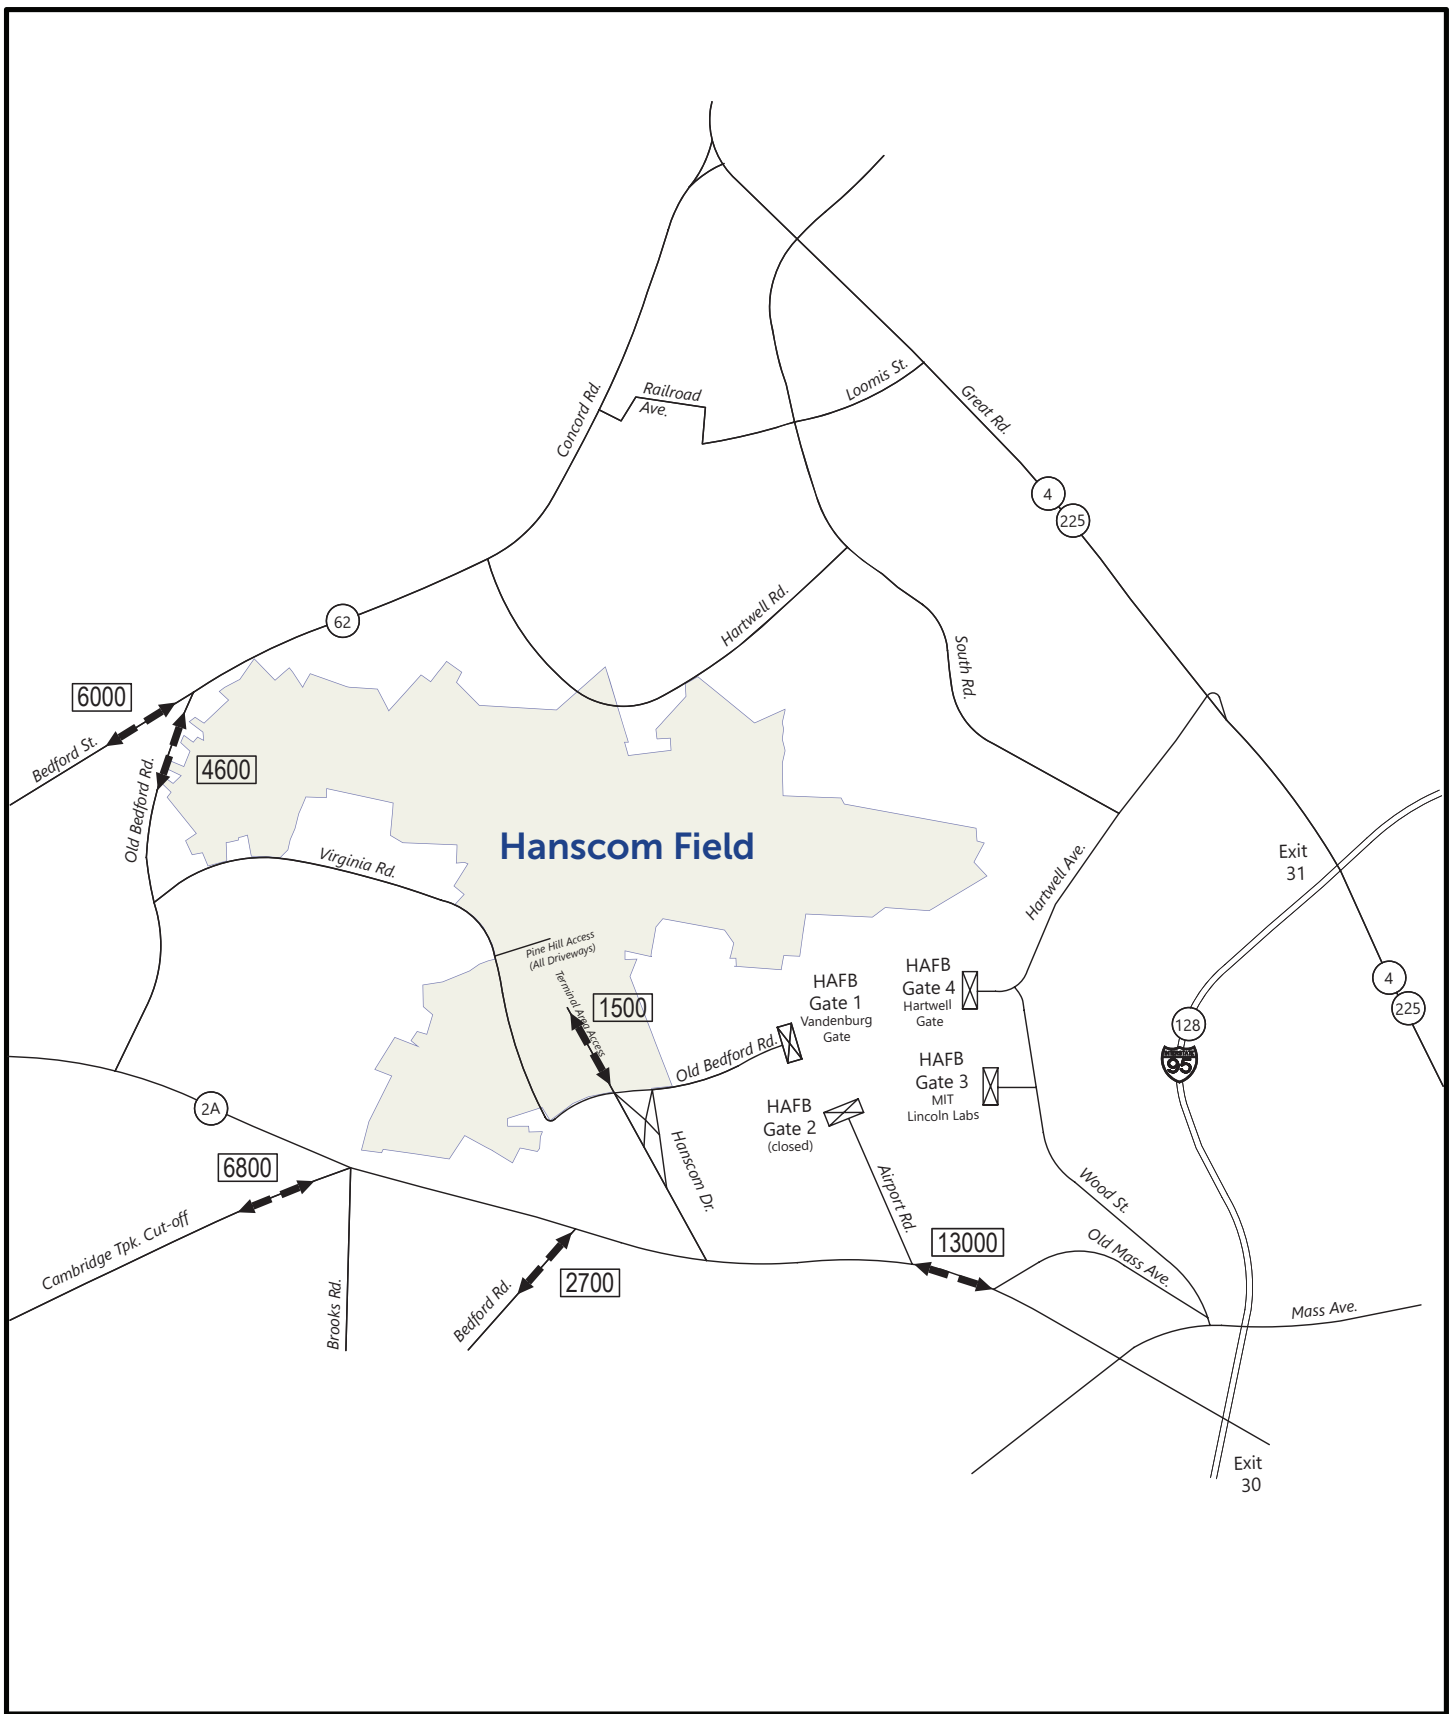 Railroad
Ave.
Loomis St.
Concord Rd.
Great Rd.
4
225
Hartwell Rd.
62
South Rd.
6000
Bedford St.
4600
Old Bedford Rd.
Virginia Rd.
Hanscom Field
Hartwell Ave.
Exit
31
Pine Hill Access
(All Driveways)
Terminal Area Access
1500
HAFB
Gate 1
Vandenburg
Gate
HAFB
Gate 4
Hartwell
Gate
4
225
128
INTERSTATE
95
Old Bedford Rd.
HAFB
Gate 3
MIT
Lincoln Labs
2A
HAFB
Gate 2
(closed)
Hanscom Dr.
Airport Rd.
Wood St.
6800
Cambridge Tpk. Cut-off
13000
Old Mass Ave.
2700
Bedford Rd.
Brooks Rd.
Mass Ave.
Exit
30